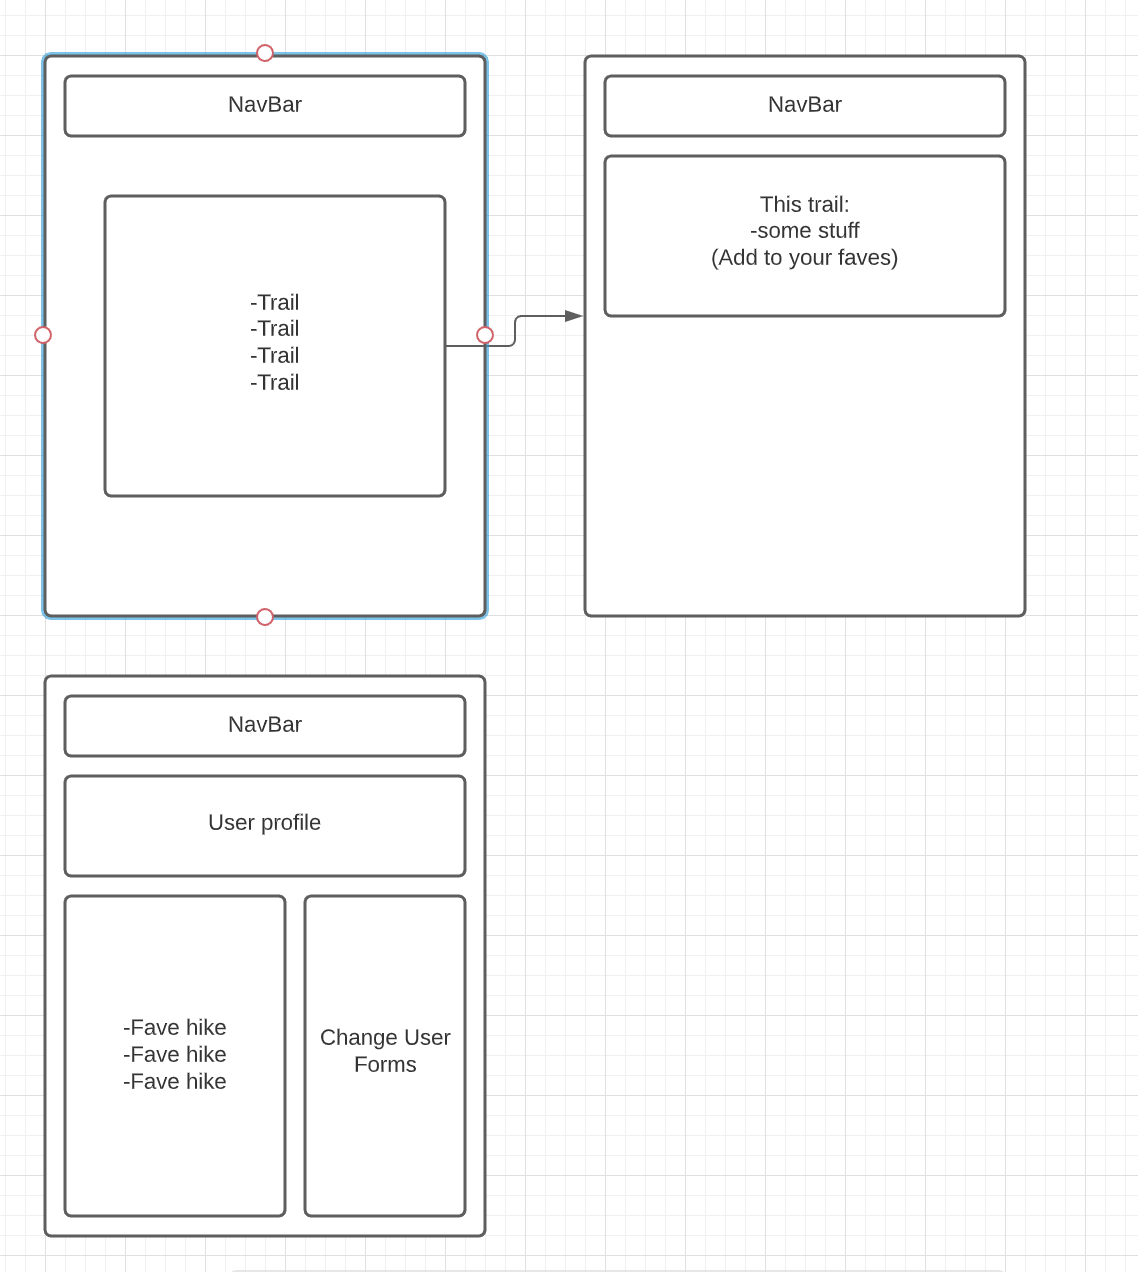 NavBar
-Trail
-Trail
-Trail
-Trail
NavBar
This trail:
-some stuff
(Add to your faves)
NavBar
User profile
-Fave hike
-Fave hike
-Fave hike
Change User
Forms